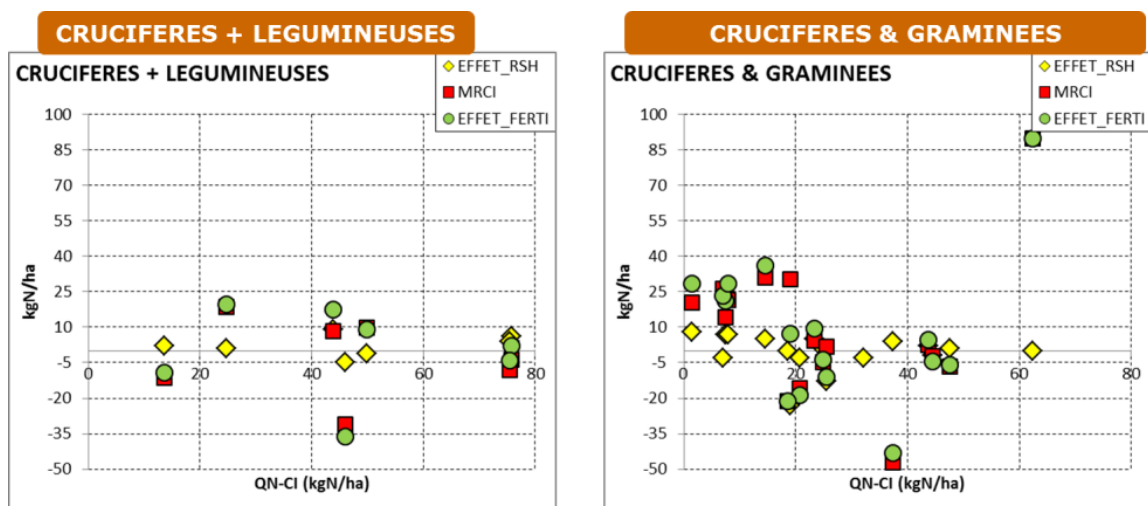 CRUCIFERES + LEGUMINEUSES
CRUCIFERES + LEGUMINEUSES
EFFET_RSH
MRCI
EFFET_FERTI
100
85
70
55
40
25
10
-5
-20
-35
-50
kgN/ha
0
20
40
60
80
QN-CI (kgN/ha)
CRUCIFERES & GRAMINEES
CRUCIFERES & GRAMINEES
EFFET_RSH
MRCI
EFFET_FERTI
100
85
70
55
40
25
10
-5
-20
-35
-50
kgN/ha
0
20
40
60
80
QN-CI (kgN/ha)